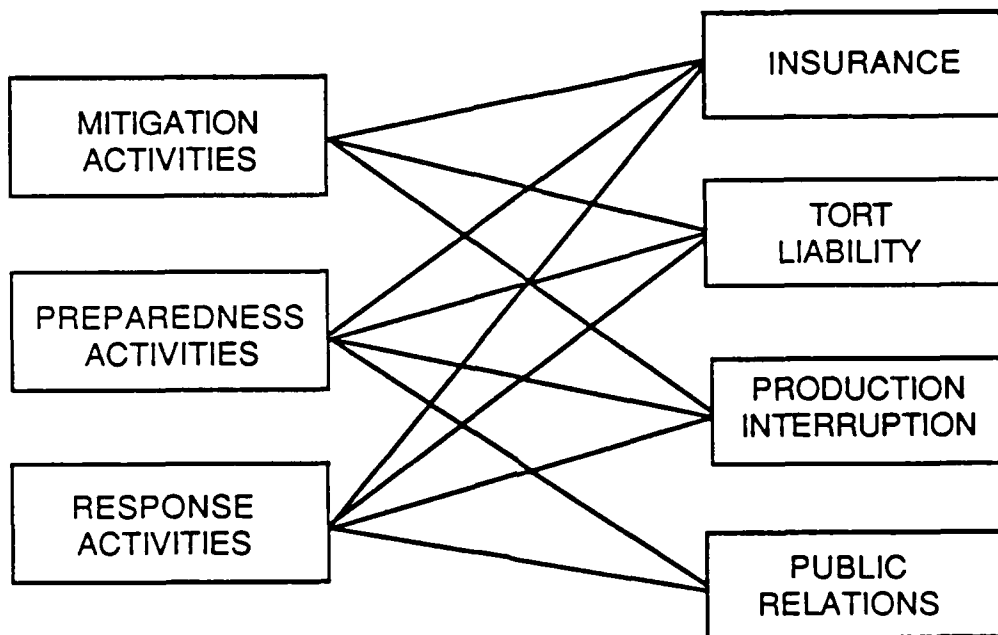 MITIGATION
ACTIVITIES
PREPAREDNESS
ACTIVITIES
RESPONSE
ACTIVITIES
INSURANCE
TORT
LIABILITY
PRODUCTION
INTERRUPTION
PUBLIC
RELATIONS